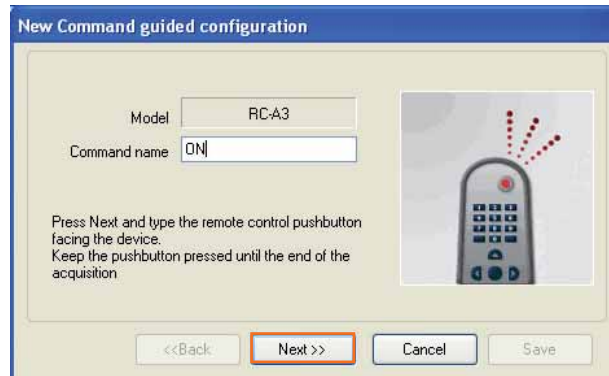 New Command guided configuration
Model RC-A3
Command name ON
Press Next and type the remote control pushbutton
facing the device.
Keep the pushbutton pressed until the end of the
acquisition
<<Back Next >> Cancel Save